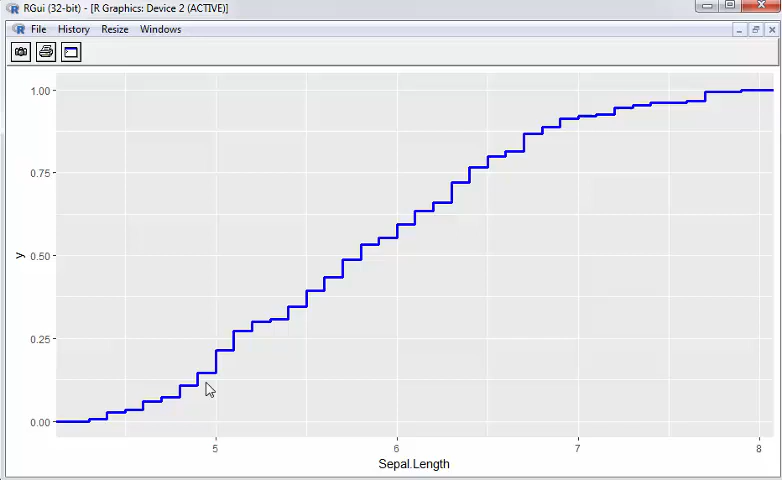 RGui (32-bit) - [R Graphics: Device 2 (ACTIVE)]
File History Resize Windows
1.00
0.75
y
0.50
0.25
0.00
5 6 7 8
Sepal.Length